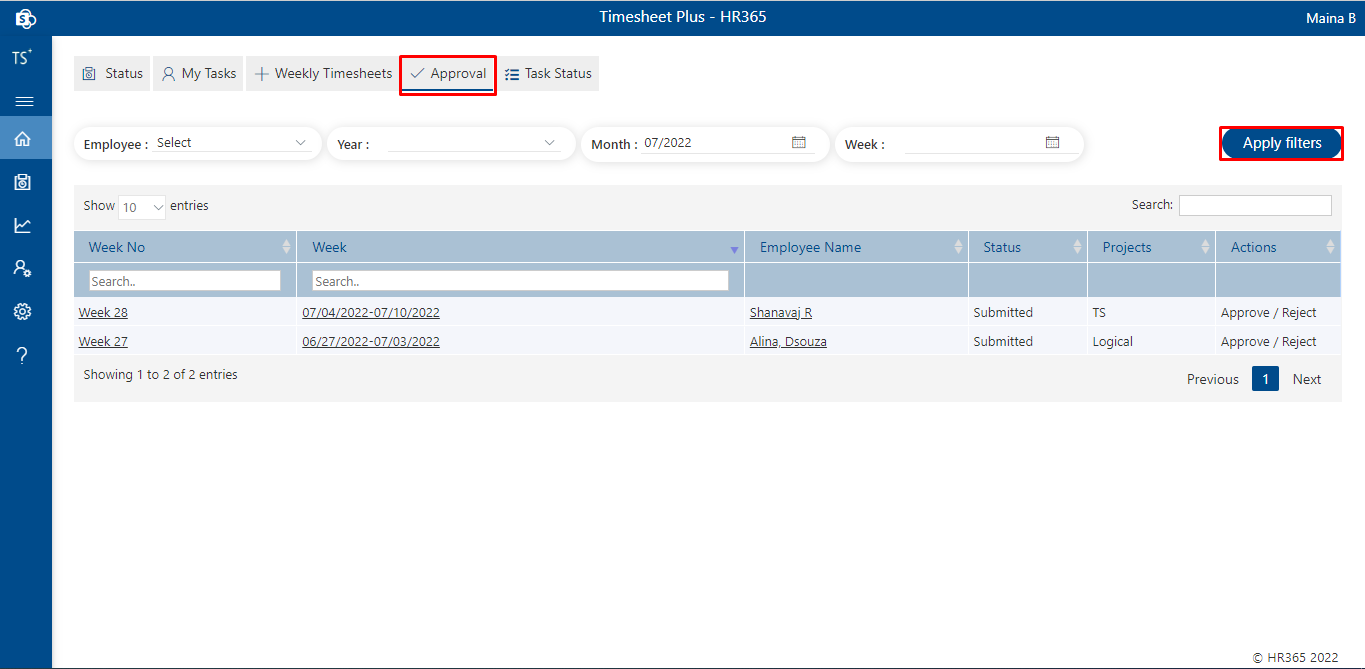 S Timesheet Plus - HR365 Maina B
TS+
Status My Tasks Weekly Timesheets Approval Task Status
Employee : Select Year : Month : 07/2022 Week : Apply filters
Show 10 entries Search:
Week No Week Employee Name Status Projects Actions
Search.. Search..
Week 28 07/04/2022-07/10/2022 Shanavaj R Submitted TS Approve / Reject
Week 27 06/27/2022-07/03/2022 Alina, Dsouza Submitted Logical Approve / Reject
Showing 1 to 2 of 2 entries
Previous 1 Next
© HR365 2022